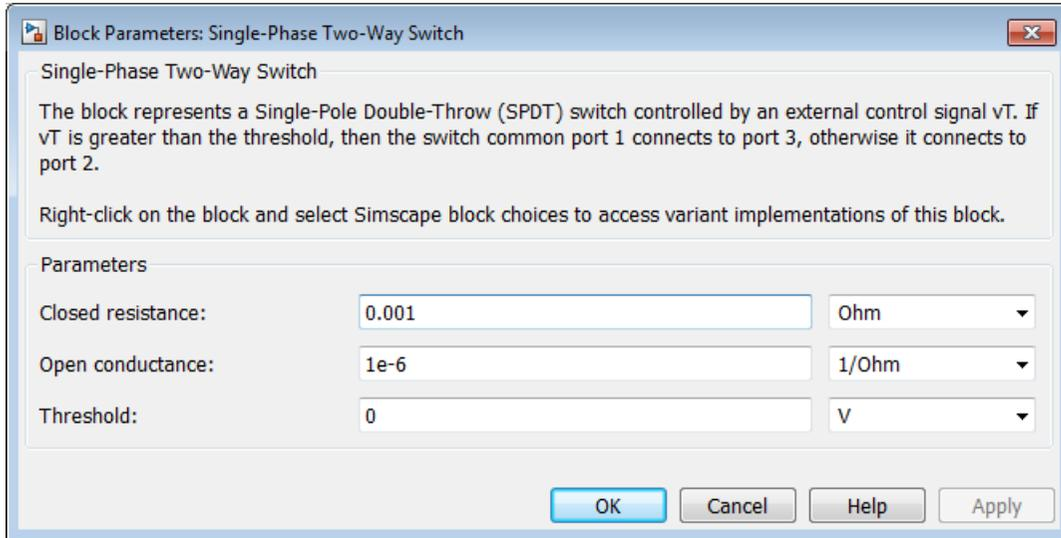 Block Parameters: Single-Phase Two-Way Switch
Single-Phase Two-Way Switch
The block represents a Single-Pole Double-Throw (SPDT) switch controlled by an external control signal vT. If
vT is greater than the threshold, then the switch common port 1 connects to port 3, otherwise it connects to
port 2.
Right-click on the block and select Simscape block choices to access variant implementations of this block.
Parameters
Closed resistance: 0.001 Ohm
Open conductance: 1e-6 1/Ohm
Threshold: 0 V
OK Cancel Help Apply